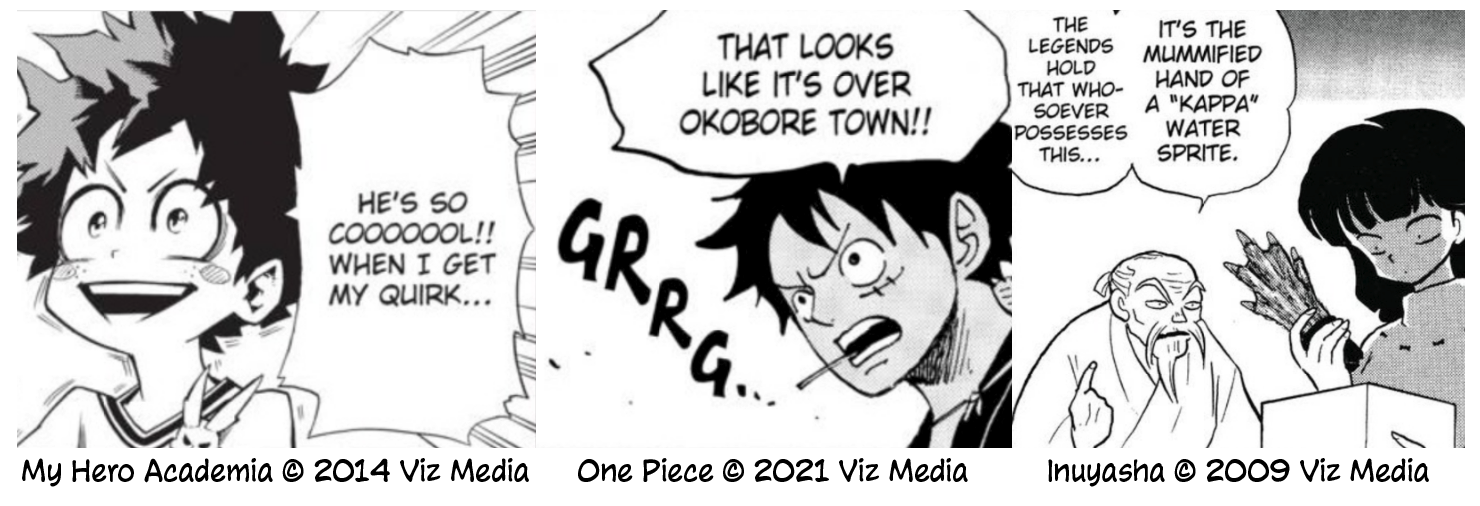 HE'S SO
COOOOOOL!!
WHEN I GET
MY QUIRK...
THAT LOOKS
LIKE IT'S OVER
OKOBORE TOWN!!
GRRRG...
IT'S THE
MUMMIFIED
HAND OF
A "KAPPA"
WATER
SPRITE.
THE
LEGENDS
HOLD
THAT WHO-
SOEVER
POSSESSES
THIS...
My Hero Academia © 2014 Viz Media
One Piece © 2021 Viz Media
Inuyasha © 2009 Viz Media